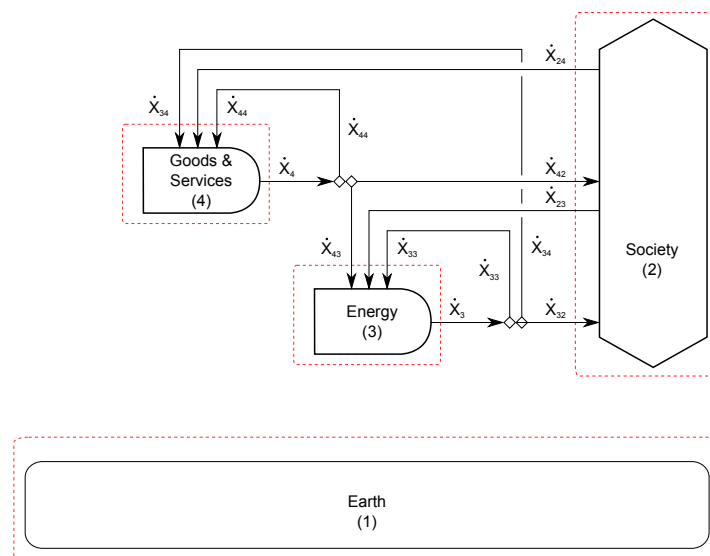 Ẋ₂₄
Ẋ₃₄
Ẋ₄₄
Ẋ₄₄
Goods &
Services
(4)
Ẋ₄
Ẋ₄₂
Ẋ₂₃
Ẋ₄₃
Ẋ₃₃
Ẋ₃₄
Ẋ₃₃
Society
(2)
Energy
(3)
Ẋ₃
Ẋ₃₂
Earth
(1)